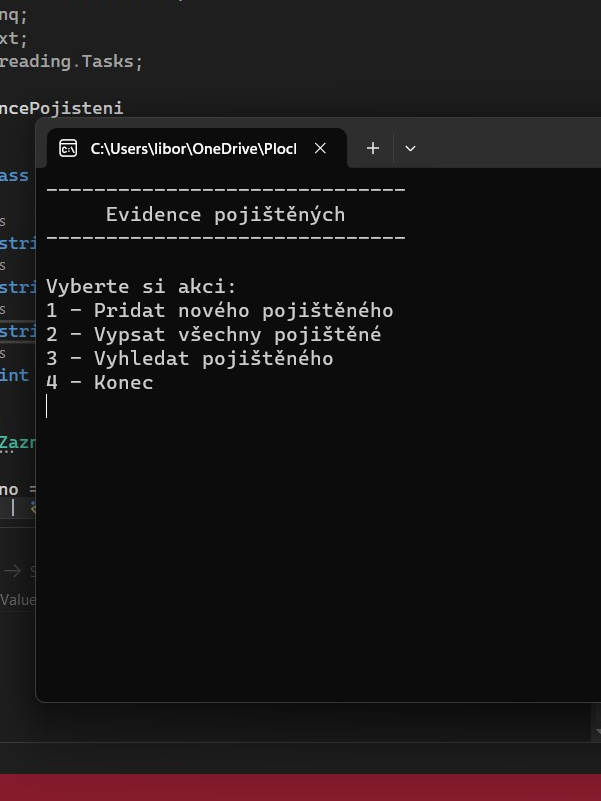 nq;
xt;
reading.Tasks;
ncePojisteni
C:\Users\libor\OneDrive\Plocl
ass
s
stri
s
stri
s
stri
s
int
Zazn
no =
Value
-----------------------------
Evidence pojištěných
-----------------------------
Vyberte si akci:
1 - Pridat nového pojištěného
2 - Vypsat všechny pojištěné
3 - Vyhledat pojištěného
4 - Konec